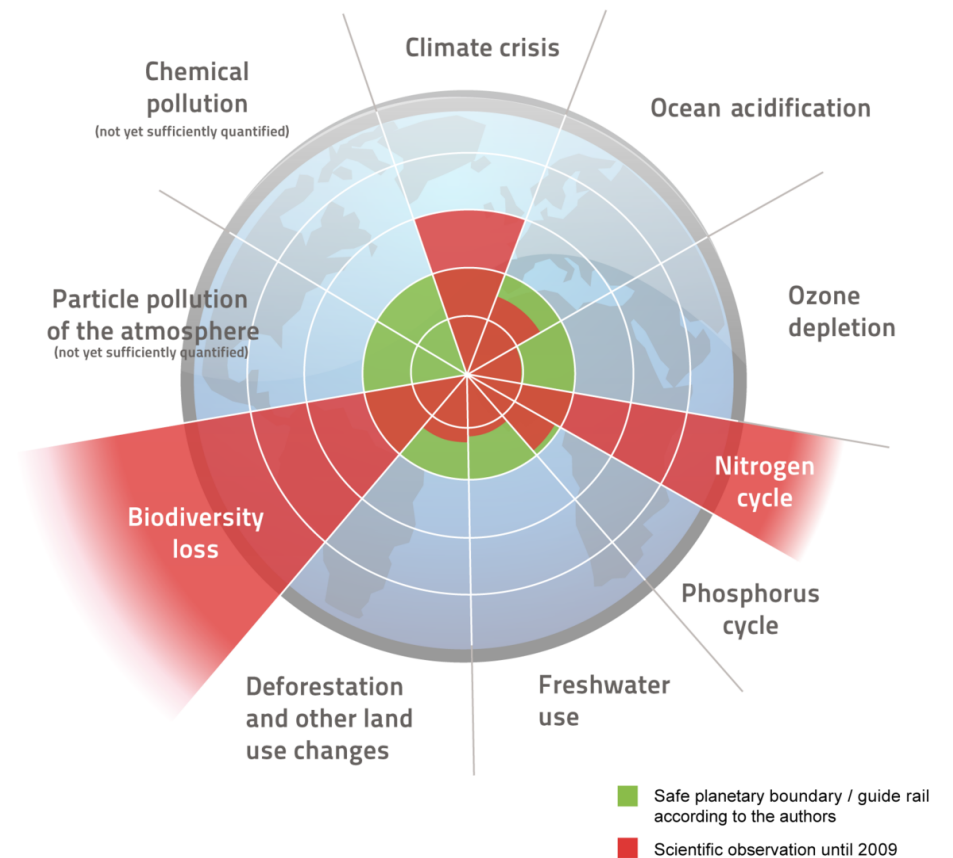 Climate crisis
Chemical
pollution
(not yet sufficiently quantified)
Ocean acidification
Particle pollution
of the atmosphere
(not yet sufficiently quantified)
Ozone
depletion
Nitrogen
cycle
Biodiversity
loss
Phosphorus
cycle
Deforestation
and other land
use changes
Freshwater
use
Safe planetary boundary / guide rail
according to the authors
Scientific observation until 2009